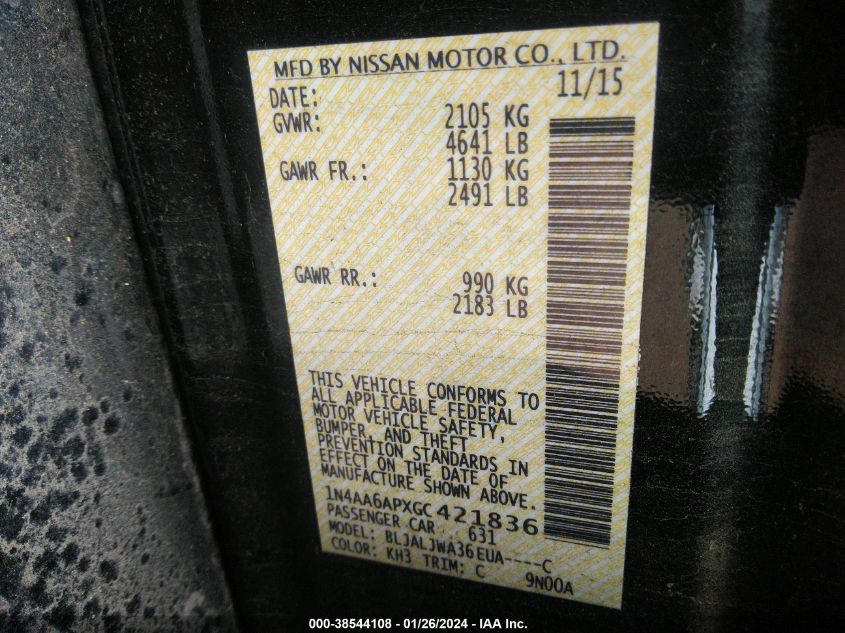 MFD BY NISSAN MOTOR CO., LTD.
DATE: 11/15
GVWR: 2105 KG
4641 LB
GAWR FR.: 1130 KG
2491 LB
GAWR RR.: 990 KG
2183 LB
THIS VEHICLE CONFORMS TO
ALL APPLICABLE FEDERAL
MOTOR VEHICLE SAFETY,
BUMPER, AND THEFT
PREVENTION STANDARDS IN
EFFECT ON THE DATE OF
MANUFACTURE SHOWN ABOVE.
1N4AA6APXGC421836
PASSENGER CAR 631
MODEL: BLJALJWA36EUA----C
COLOR: KH3 TRIM: C 9N00A
000-38544108 - 01/26/2024 - IAA Inc.